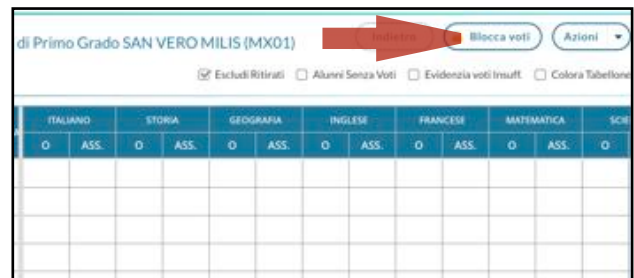 di Primo Grado SAN VERO MILIS (MX01) Indietro Blocca voti Azioni
Escludi Ritirati Alunni Senza Voti Evidenzia voti Insuff. Colora Tabellone
ITALIANO STORIA GEOGRAFIA INGLESE FRANCESE MATEMATICA SCIE
O ASS. O ASS. O ASS. O ASS. O ASS. O ASS. O